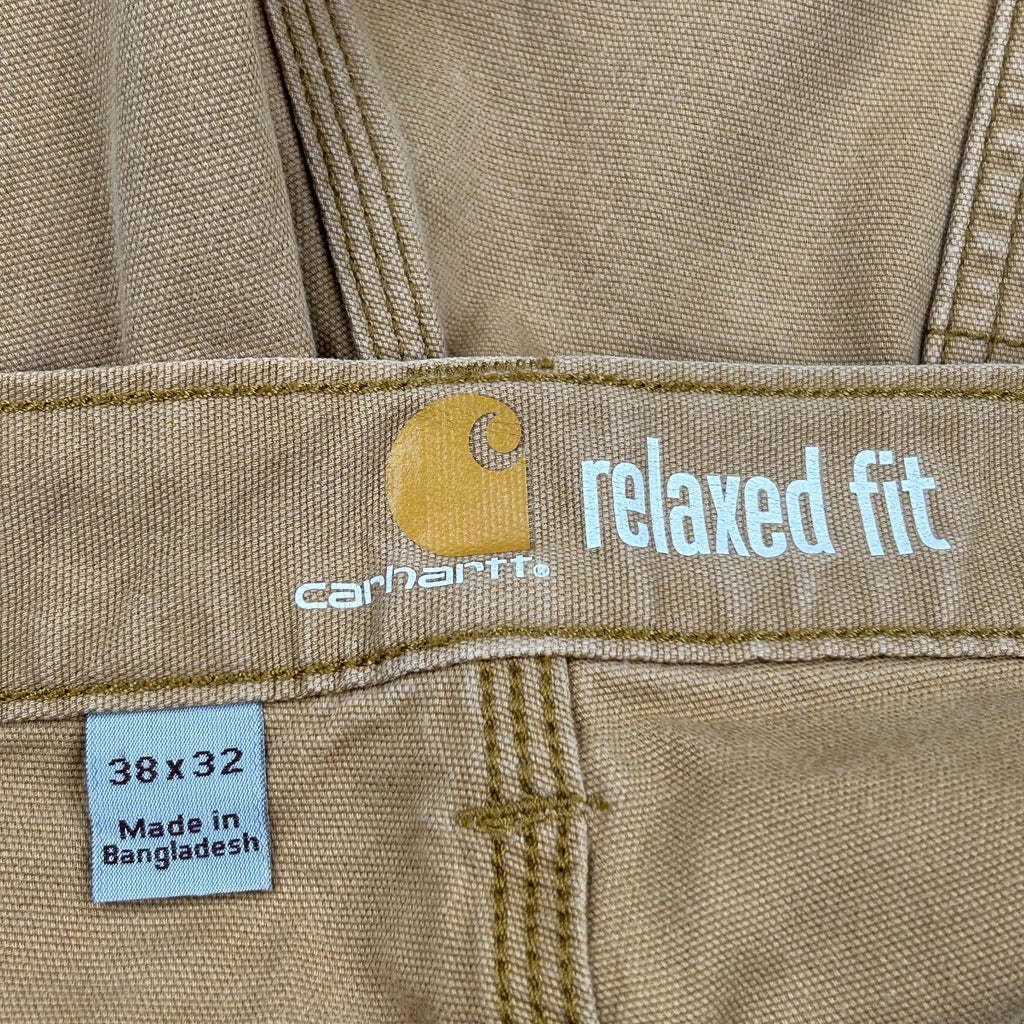 relaxed fit
carhartt®
38 x 32
Made in
Bangladesh